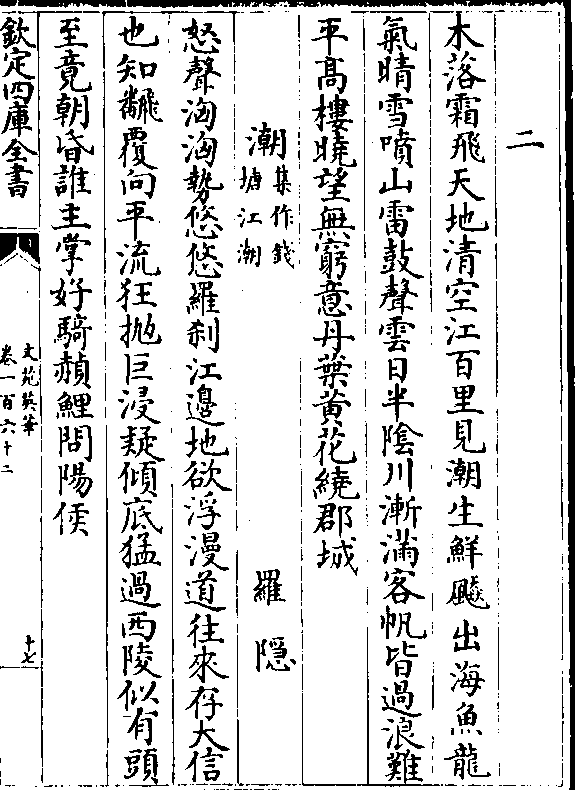 二
木落霜飛天地清空江百里見潮生鮮飈出海魚龍
氣晴雪噴山雷鼓聲雲日半陰川漸滿客帆皆過浪難
平高樓曉望無窮意丹葉黄花繞郡城
潮集作錢塘江潮 羅隱
怒聲洶洶勢悠悠羅刹江邊地欲浮漫道往來存大信
也知飜覆向平流狂抛巨浸疑傾底猛過西陵似有頭
至竟朝昏誰主掌好騎赬鯉問陽侯
欽定四庫全書
文苑英華
卷一百六十二
十七